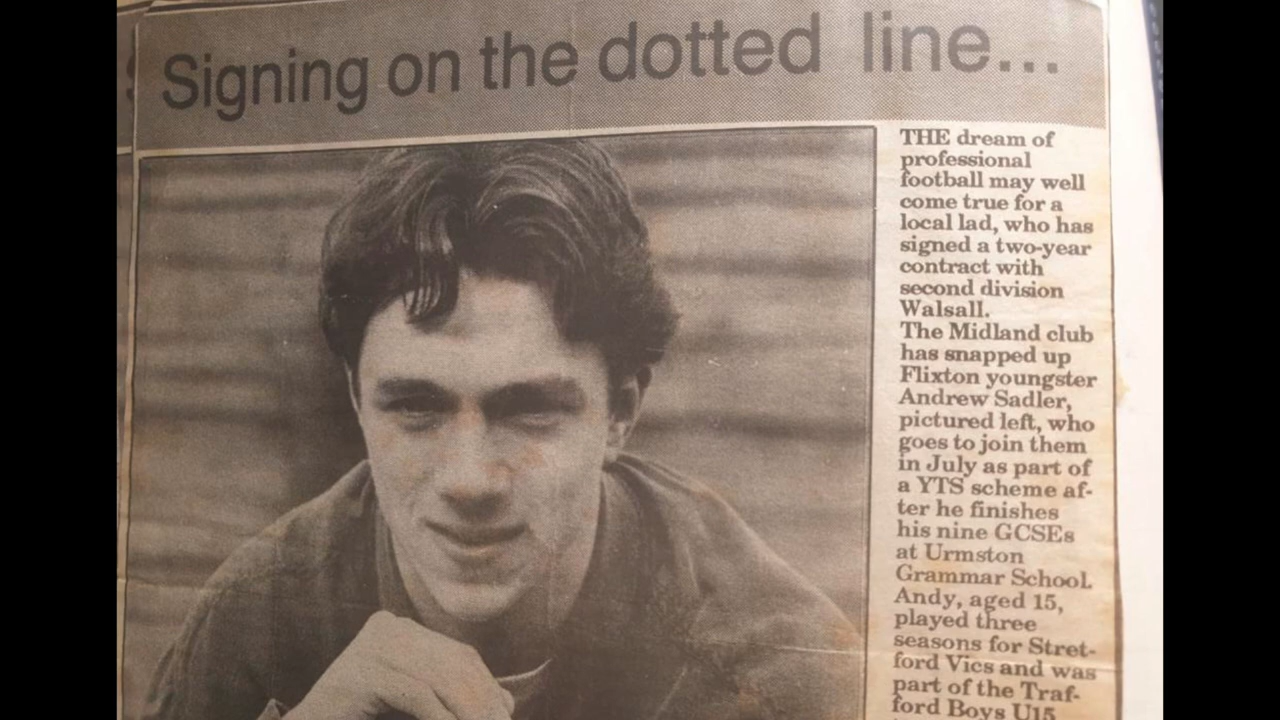 Signing on the dotted line...
THE dream of
professional
football may well
come true for a
local lad, who has
signed a two-year
contract with
second division
Walsall.
The Midland club
has snapped up
Flixton youngster
Andrew Sadler,
pictured left, who
goes to join them
in July as part of
a YTS scheme af-
ter he finishes
his nine GCSEs
at Urmston
Grammar School.
Andy, aged 15,
played three
seasons for Stret-
ford Vics and was
part of the Traf-
ford Boys U15